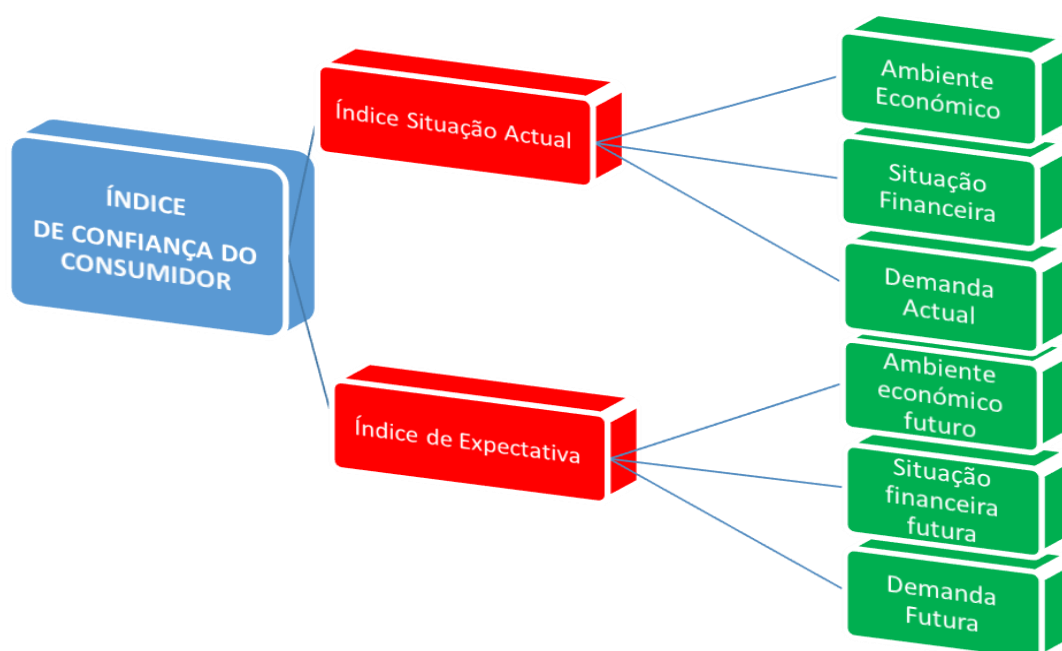 ÍNDICE
DE CONFIANÇA DO
CONSUMIDOR
Índice Situação Actual
Ambiente
Económico
Situação
Financeira
Demanda
Actual
Índice de Expectativa
Ambiente
económico
futuro
Situação
financeira
futura
Demanda
Futura